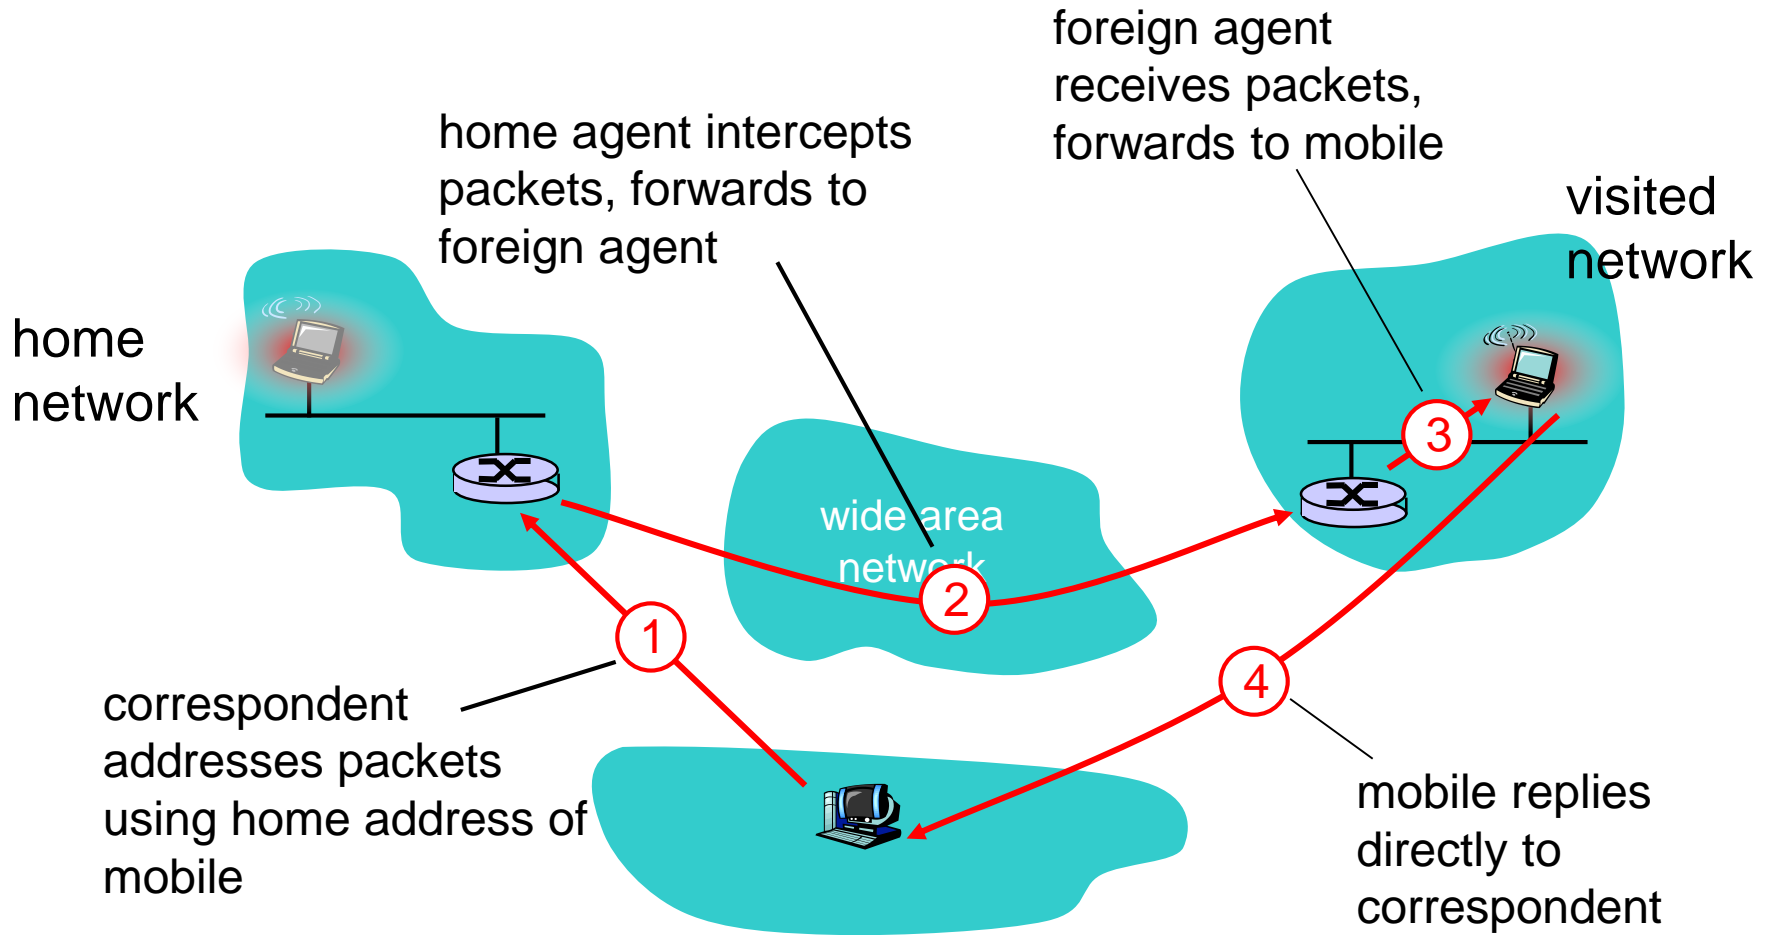 foreign agent
receives packets,
forwards to mobile
home agent intercepts
packets, forwards to
foreign agent
visited
network
home
network
wide area
network
1
2
3
4
correspondent
addresses packets
using home address of
mobile
mobile replies
directly to
correspondent